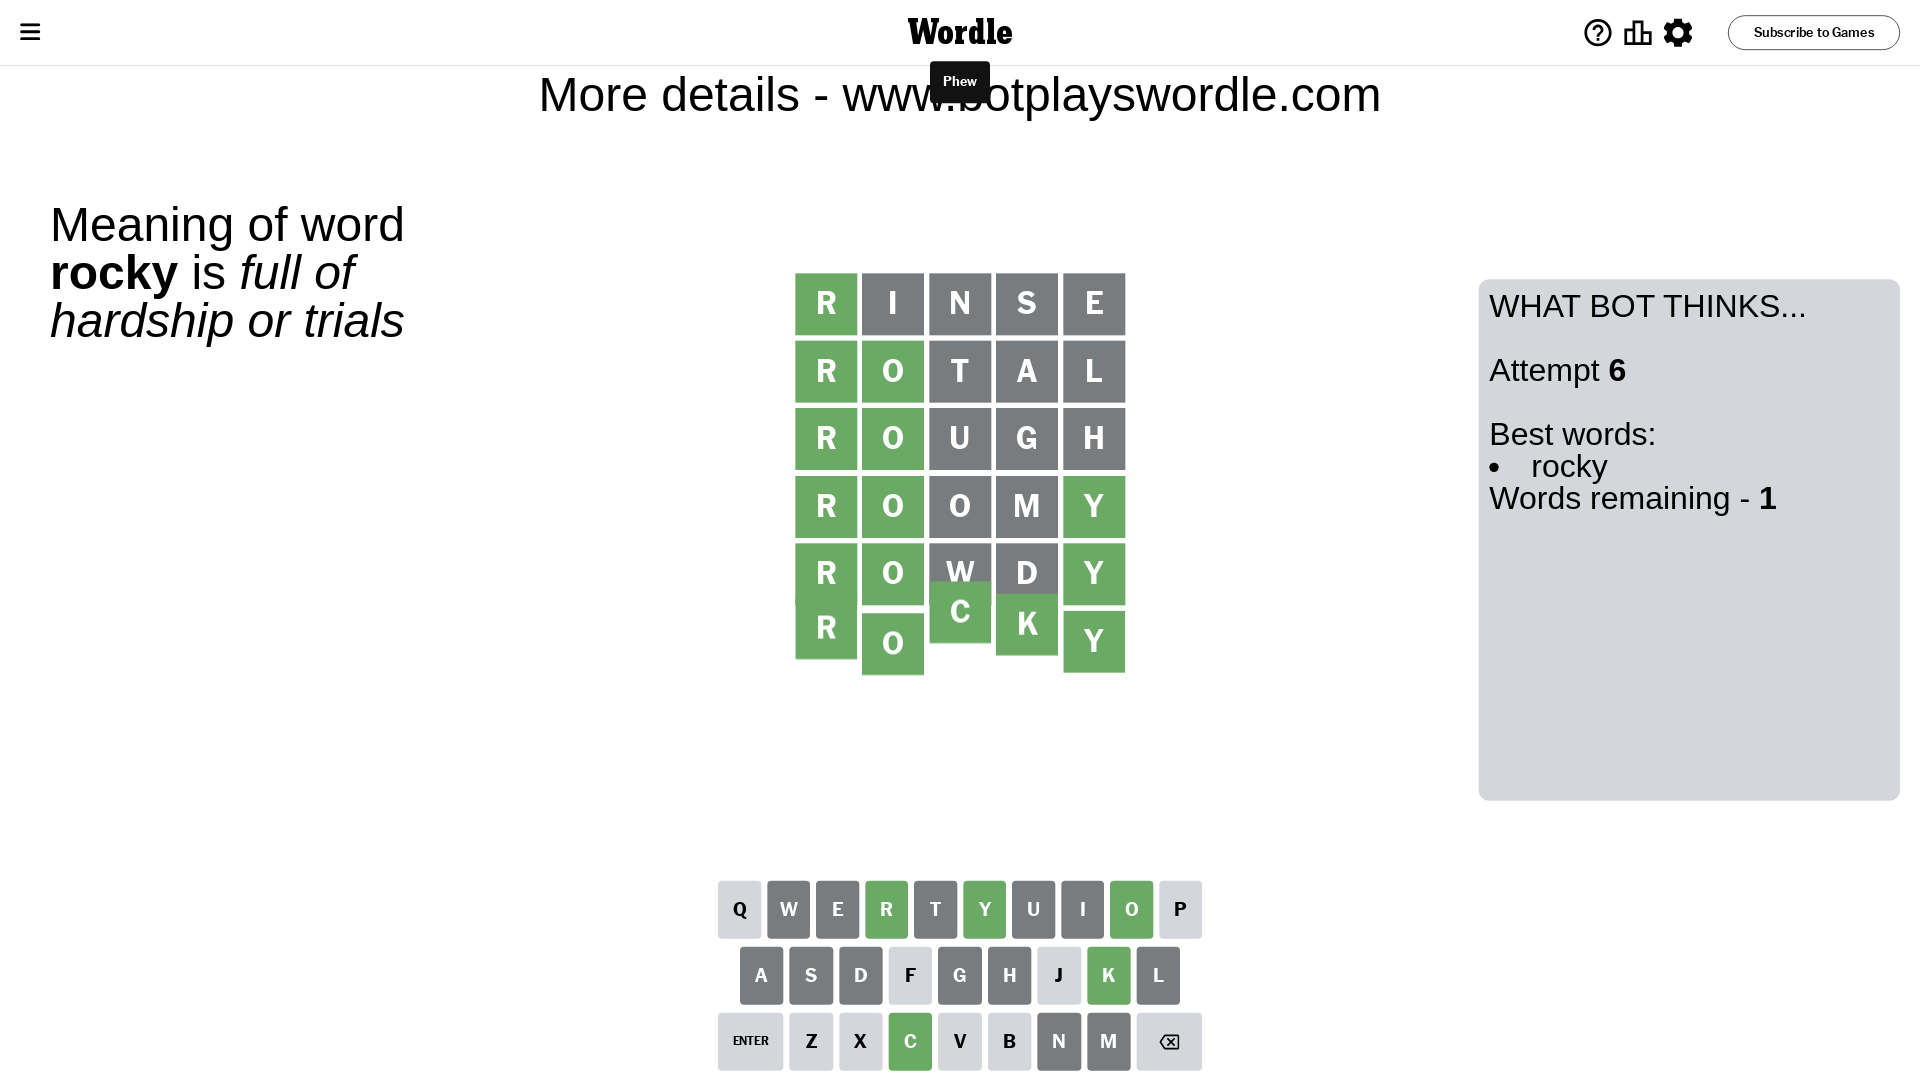 Wordle
Subscribe to Games
Phew
More details - www.botplayswordle.com
Meaning of word
rocky is full of
hardship or trials
R I N S E
R O T A L
R O U G H
R O O M Y
R O W D Y
R O C K Y
WHAT BOT THINKS...
Attempt 6
Best words:
• rocky
Words remaining - 1
Q W E R T Y U I O P
A S D F G H J K L
ENTER Z X C V B N M